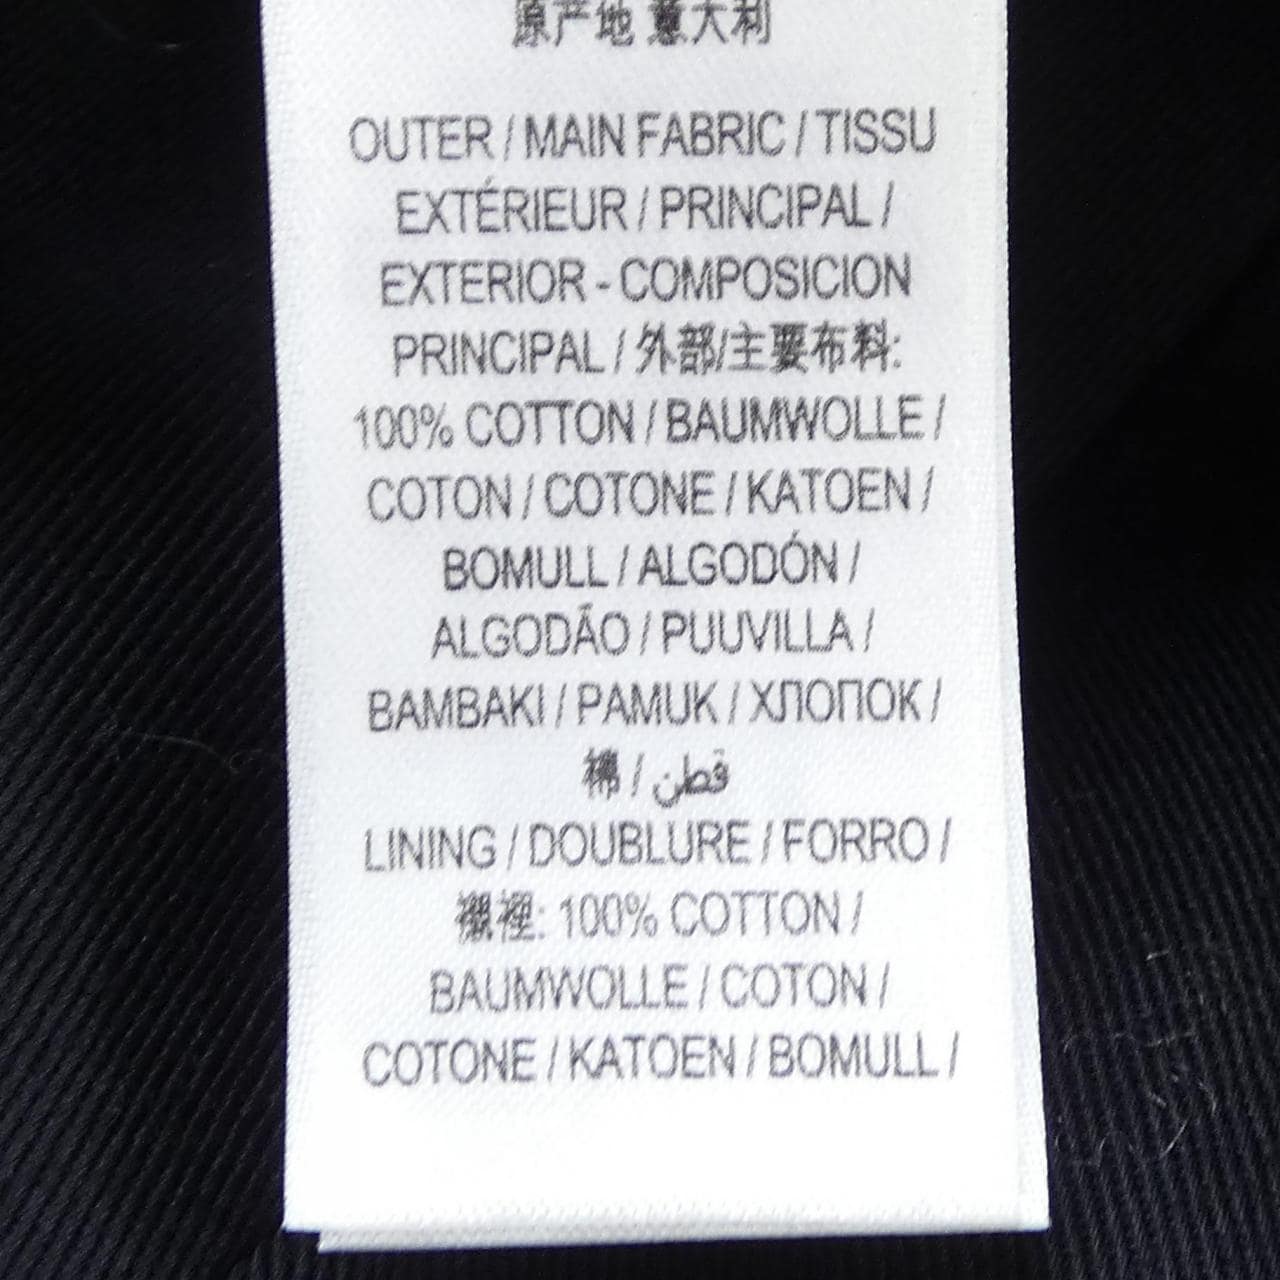 原产地 意大利
OUTER / MAIN FABRIC / TISSU
EXTÉRIEUR / PRINCIPAL /
EXTERIOR - COMPOSICION
PRINCIPAL / 外部/主要布料:
100% COTTON / BAUMWOLLE /
COTON / COTONE / KATOEN /
BOMULL / ALGODÓN /
ALGODÃO / PUUVILLA /
BAMBAKI / PAMUK / ХЛОПОК /
棉 / قطن
LINING / DOUBLURE / FORRO /
襯裡: 100% COTTON /
BAUMWOLLE / COTON /
COTONE / KATOEN / BOMULL /